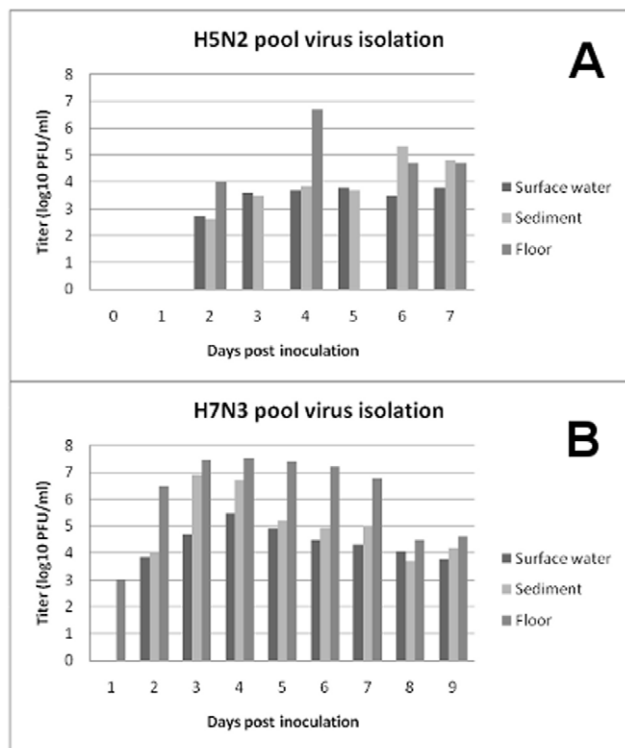 H5N2 pool virus isolation
A
8
7
6
5
4
3
2
1
0
Titer (log10 PFU/ml)
0 1 2 3 4 5 6 7
Days post inoculation
Surface water
Sediment
Floor
H7N3 pool virus isolation
B
8
7
6
5
4
3
2
1
0
Titer (log10 PFU/ml)
1 2 3 4 5 6 7 8 9
Days post inoculation
Surface water
Sediment
Floor